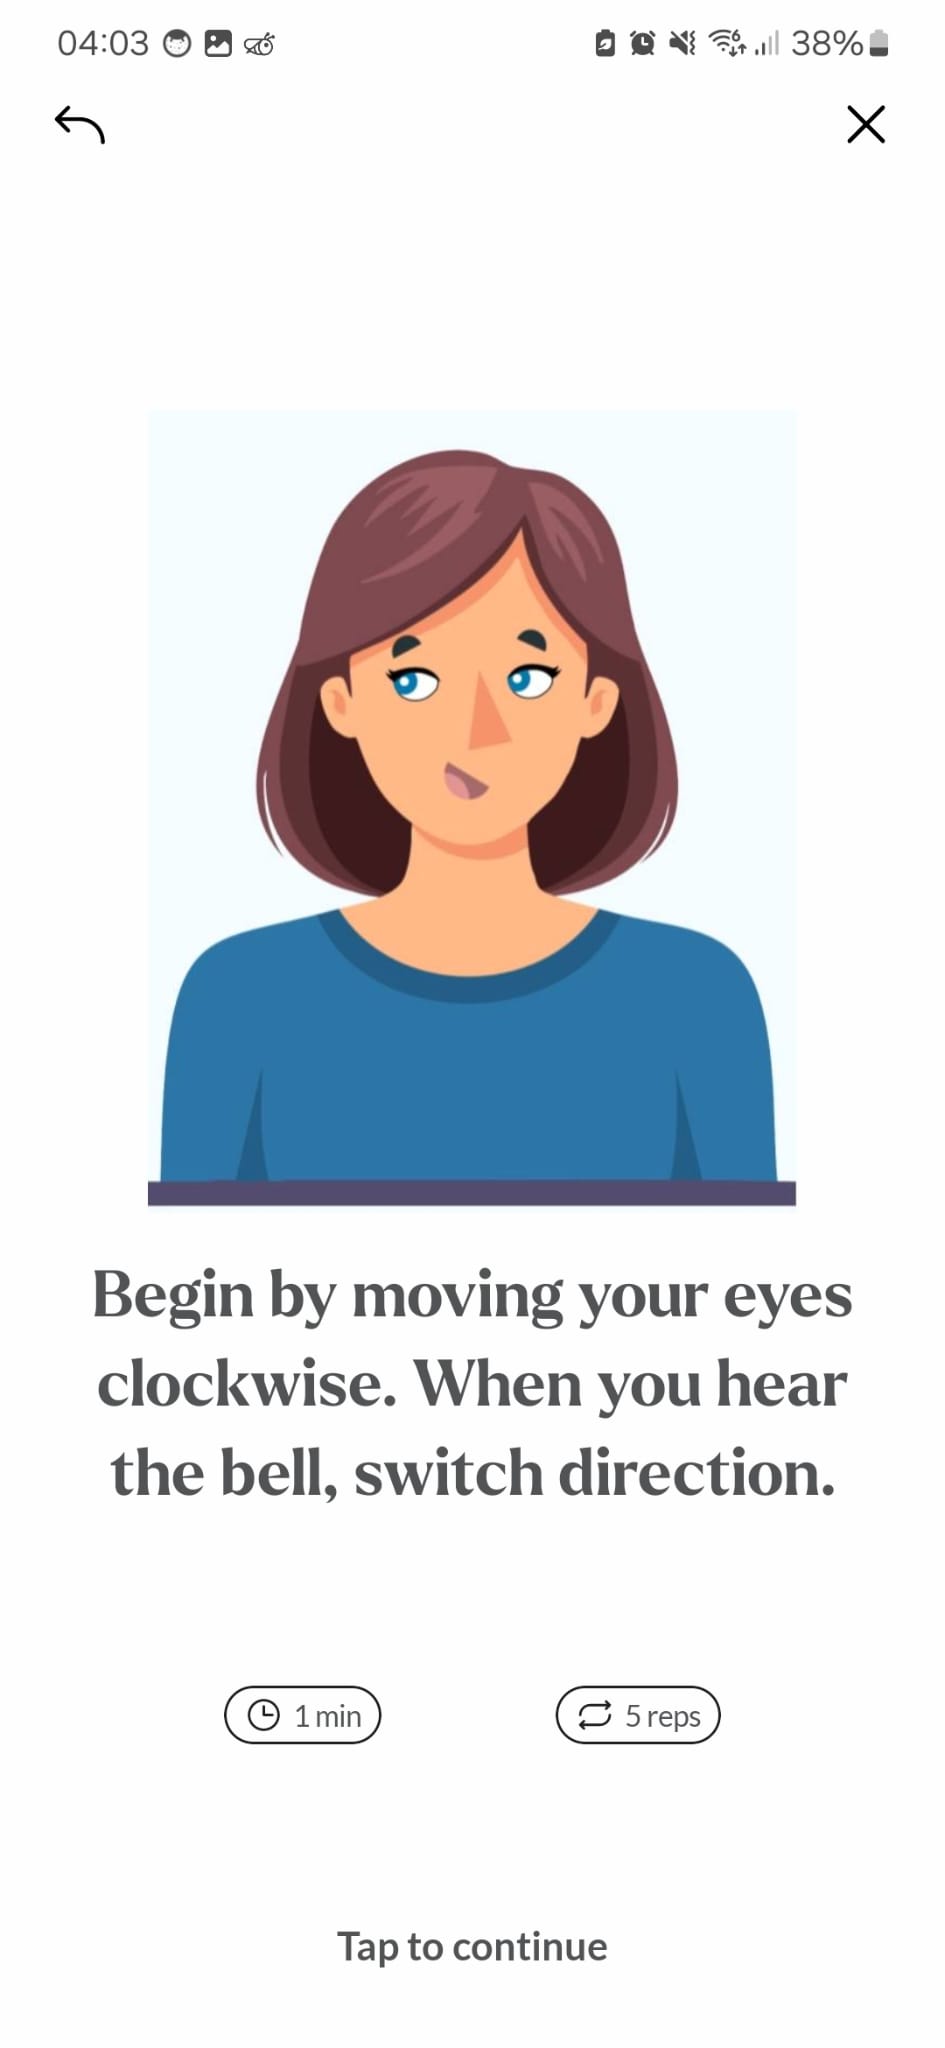 04:03
38%
Begin by moving your eyes
clockwise. When you hear
the bell, switch direction.
1 min
5 reps
Tap to continue